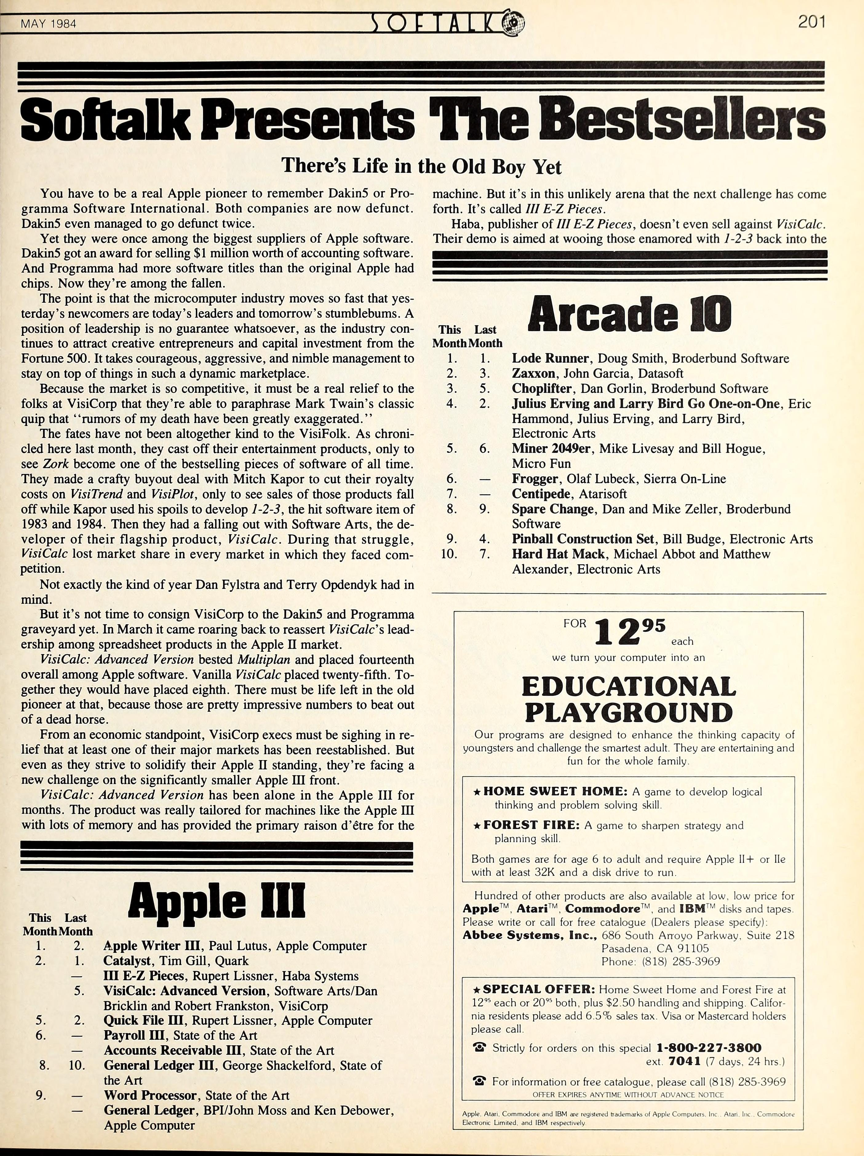 MAY 1984
SOFTALK
201
Softalk Presents The Bestsellers
There's Life in the Old Boy Yet
You have to be a real Apple pioneer to remember Dakin5 or Pro-
gramma Software International. Both companies are now defunct.
Dakin5 even managed to go defunct twice.
Yet they were once among the biggest suppliers of Apple software.
Dakin5 got an award for selling $1 million worth of accounting software.
And Programma had more software titles than the original Apple had
chips. Now they're among the fallen.
The point is that the microcomputer industry moves so fast that yes-
terday's newcomers are today's leaders and tomorrow's stumblebums. A
position of leadership is no guarantee whatsoever, as the industry con-
tinues to attract creative entrepreneurs and capital investment from the
Fortune 500. It takes courageous, aggressive, and nimble management to
stay on top of things in such a dynamic marketplace.
Because the market is so competitive, it must be a real relief to the
folks at VisiCorp that they're able to paraphrase Mark Twain's classic
quip that "rumors of my death have been greatly exaggerated."
The fates have not been altogether kind to the VisiFolk. As chroni-
cled here last month, they cast off their entertainment products, only to
see Zork become one of the bestselling pieces of software of all time.
They made a crafty buyout deal with Mitch Kapor to cut their royalty
costs on VisiTrend and VisiPlot, only to see sales of those products fall
off while Kapor used his spoils to develop 1-2-3, the hit software item of
1983 and 1984. Then they had a falling out with Software Arts, the de-
veloper of their flagship product, VisiCalc. During that struggle,
VisiCalc lost market share in every market in which they faced com-
petition.
Not exactly the kind of year Dan Fylstra and Terry Opdendyk had in
mind.
But it's not time to consign VisiCorp to the Dakin5 and Programma
graveyard yet. In March it came roaring back to reassert VisiCalc's lead-
ership among spreadsheet products in the Apple II market.
VisiCalc: Advanced Version bested Multiplan and placed fourteenth
overall among Apple software. Vanilla VisiCalc placed twenty-fifth. To-
gether they would have placed eighth. There must be life left in the old
pioneer at that, because those are pretty impressive numbers to beat out
of a dead horse.
From an economic standpoint, VisiCorp execs must be sighing in re-
lief that at least one of their major markets has been reestablished. But
even as they strive to solidify their Apple II standing, they're facing a
new challenge on the significantly smaller Apple III front.
VisiCalc: Advanced Version has been alone in the Apple III for
months. The product was really tailored for machines like the Apple III
with lots of memory and has provided the primary raison d'être for the
machine. But it's in this unlikely arena that the next challenge has come
forth. It's called III E-Z Pieces.
Haba, publisher of III E-Z Pieces, doesn't even sell against VisiCalc.
Their demo is aimed at wooing those enamored with 1-2-3 back into the
Apple III
This Last
Month Month
1. 2. Apple Writer III, Paul Lutus, Apple Computer
2. 1. Catalyst, Tim Gill, Quark
— III E-Z Pieces, Rupert Lissner, Haba Systems
5. VisiCalc: Advanced Version, Software Arts/Dan
Bricklin and Robert Frankston, VisiCorp
5. 2. Quick File III, Rupert Lissner, Apple Computer
6. — Payroll III, State of the Art
— Accounts Receivable III, State of the Art
8. 10. General Ledger III, George Shackelford, State of
the Art
9. — Word Processor, State of the Art
— General Ledger, BPI/John Moss and Ken Debower,
Apple Computer
Arcade 10
This Last
Month Month
1. 1. Lode Runner, Doug Smith, Broderbund Software
2. 3. Zaxxon, John Garcia, Datasoft
3. 5. Choplifter, Dan Gorlin, Broderbund Software
4. 2. Julius Erving and Larry Bird Go One-on-One, Eric
Hammond, Julius Erving, and Larry Bird,
Electronic Arts
5. 6. Miner 2049er, Mike Livesay and Bill Hogue,
Micro Fun
6. — Frogger, Olaf Lubeck, Sierra On-Line
7. — Centipede, Atarisoft
8. 9. Spare Change, Dan and Mike Zeller, Broderbund
Software
9. 4. Pinball Construction Set, Bill Budge, Electronic Arts
10. 7. Hard Hat Mack, Michael Abbot and Matthew
Alexander, Electronic Arts
FOR 12⁹⁵ each
we turn your computer into an
EDUCATIONAL
PLAYGROUND
Our programs are designed to enhance the thinking capacity of
youngsters and challenge the smartest adult. They are entertaining and
fun for the whole family.
★ HOME SWEET HOME: A game to develop logical
thinking and problem solving skill.
★ FOREST FIRE: A game to sharpen strategy and
planning skill.
Both games are for age 6 to adult and require Apple II+ or IIe
with at least 32K and a disk drive to run.
Hundred of other products are also available at low, low price for
Apple™, Atari™, Commodore™, and IBM™ disks and tapes.
Please write or call for free catalogue (Dealers please specify):
Abbee Systems, Inc., 686 South Arroyo Parkway, Suite 218
Pasadena, CA 91105
Phone: (818) 285-3969
★ SPECIAL OFFER: Home Sweet Home and Forest Fire at
12⁹⁵ each or 20⁹⁵ both, plus $2.50 handling and shipping. Califor-
nia residents please add 6.5% sales tax. Visa or Mastercard holders
please call.
☎ Strictly for orders on this special 1-800-227-3800
ext. 7041 (7 days, 24 hrs.)
☎ For information or free catalogue, please call (818) 285-3969
OFFER EXPIRES ANYTIME WITHOUT ADVANCE NOTICE
Apple, Atari, Commodore and IBM are registered trademarks of Apple Computers, Inc., Atari, Inc., Commodore
Electronic Limited, and IBM respectively.